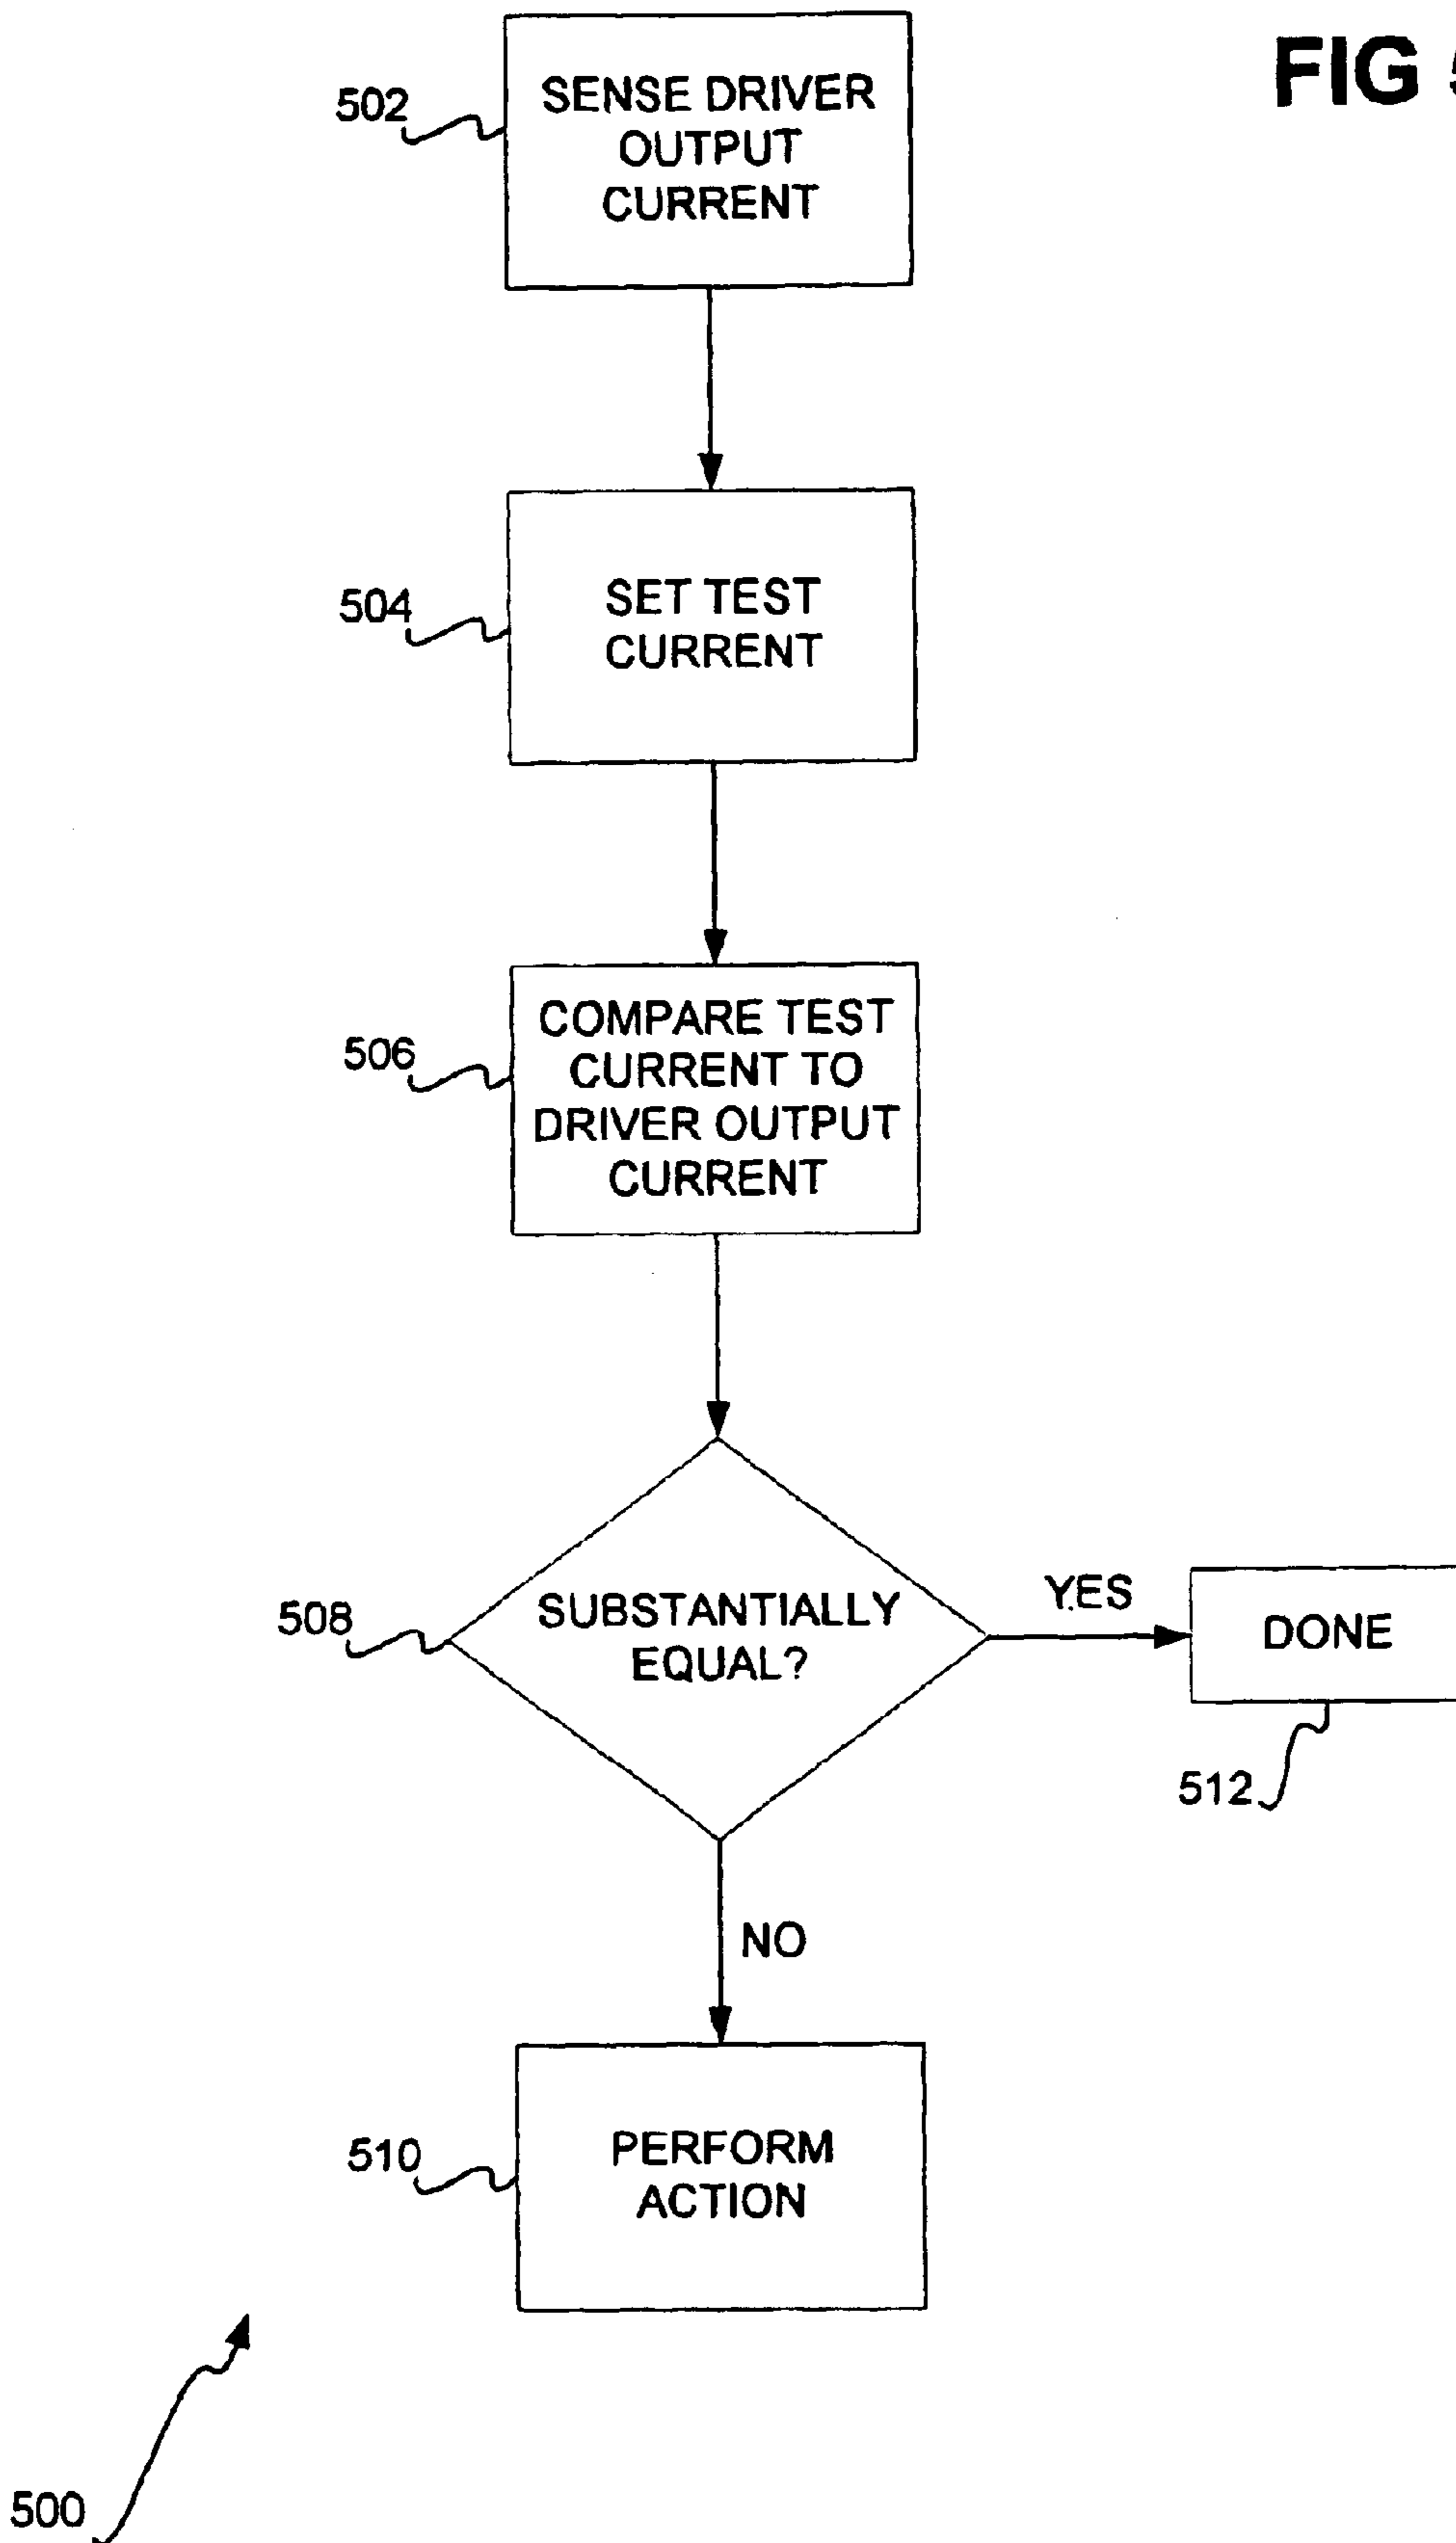 FIG 5
502
SENSE DRIVER
OUTPUT
CURRENT
504
SET TEST
CURRENT
506
COMPARE TEST
CURRENT TO
DRIVER OUTPUT
CURRENT
508
SUBSTANTIALLY
EQUAL?
YES
DONE
512
NO
510
PERFORM
ACTION
500